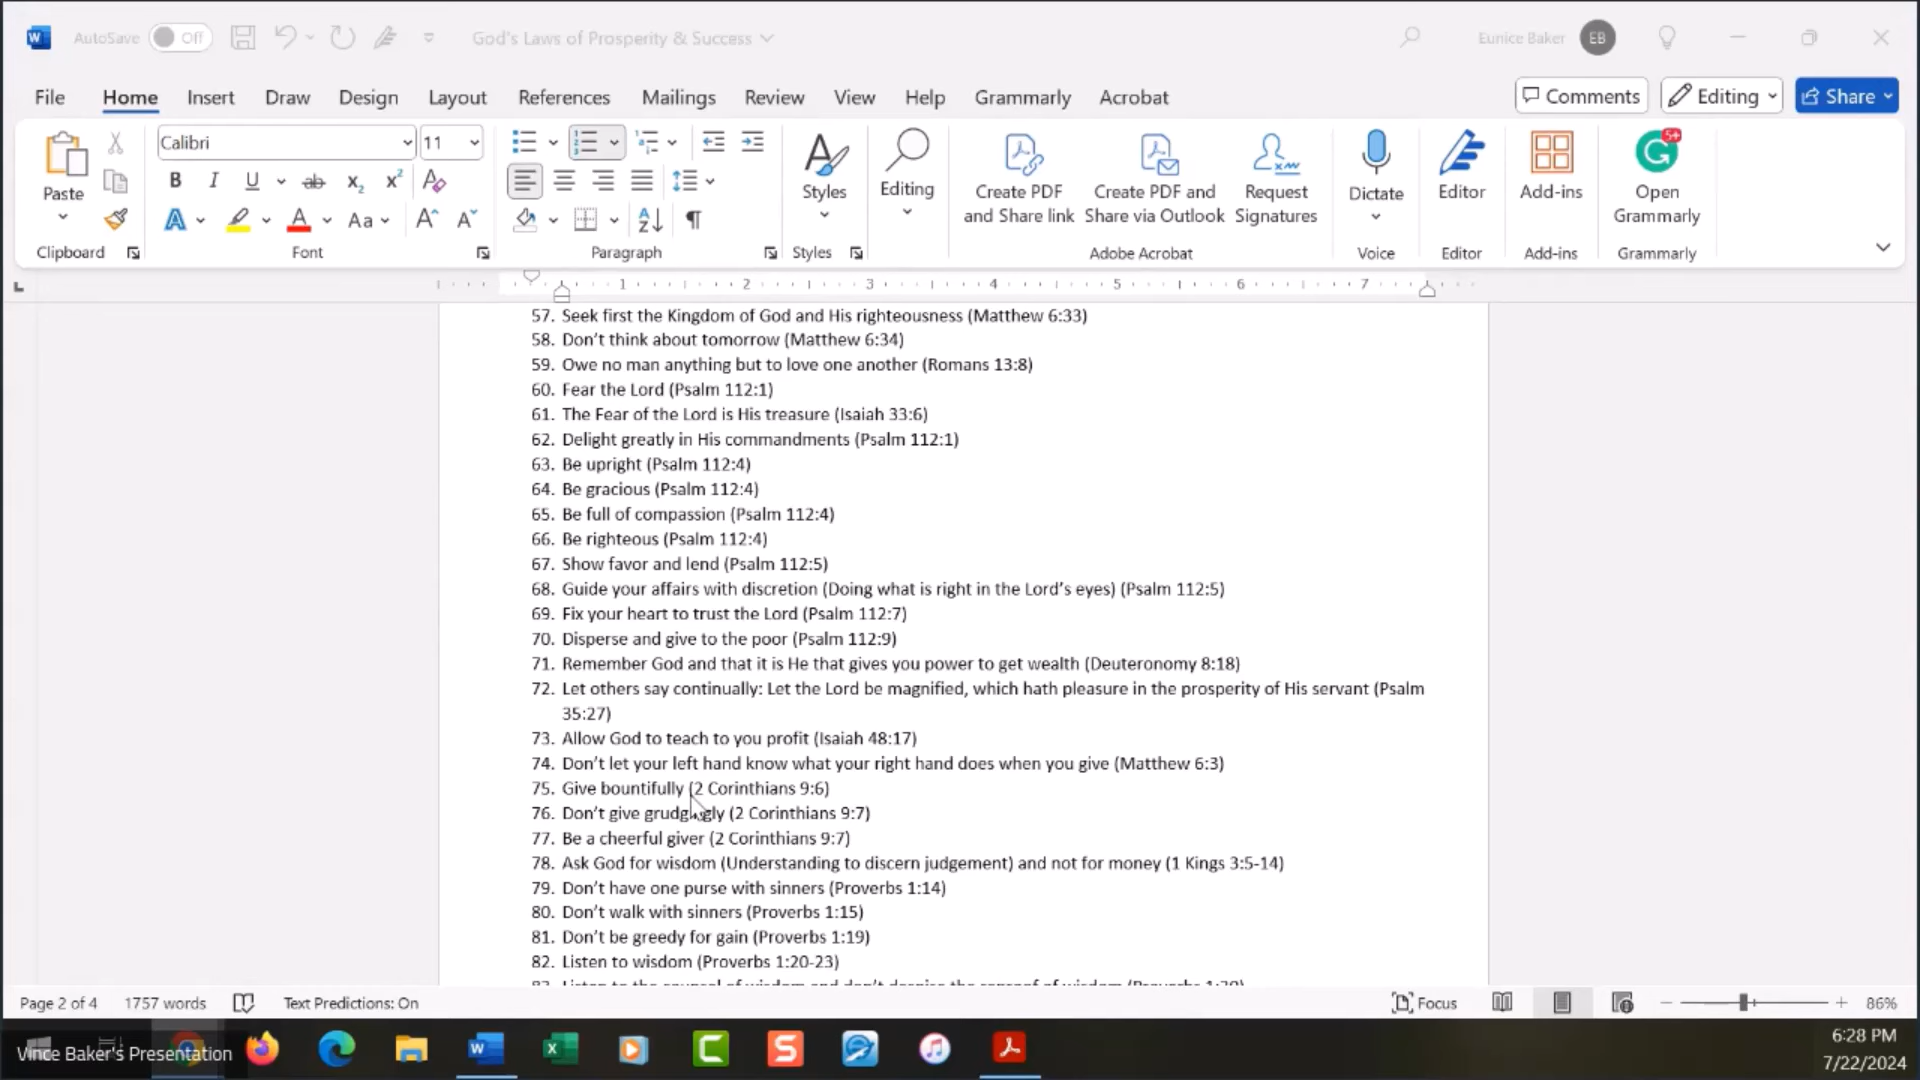 AutoSave Off God's Laws of Prosperity & Success Eunice Baker EB
File Home Insert Draw Design Layout References Mailings Review View Help Grammarly Acrobat Comments Editing Share
Calibri 11
Paste Styles Editing Create PDF and Share link Create PDF and Share via Outlook Request Signatures Dictate Editor Add-ins Open Grammarly
Clipboard Font Paragraph Styles Adobe Acrobat Voice Editor Add-ins Grammarly
1 2 3 4 5 6 7
57. Seek first the Kingdom of God and His righteousness (Matthew 6:33)
58. Don’t think about tomorrow (Matthew 6:34)
59. Owe no man anything but to love one another (Romans 13:8)
60. Fear the Lord (Psalm 112:1)
61. The Fear of the Lord is His treasure (Isaiah 33:6)
62. Delight greatly in His commandments (Psalm 112:1)
63. Be upright (Psalm 112:4)
64. Be gracious (Psalm 112:4)
65. Be full of compassion (Psalm 112:4)
66. Be righteous (Psalm 112:4)
67. Show favor and lend (Psalm 112:5)
68. Guide your affairs with discretion (Doing what is right in the Lord’s eyes) (Psalm 112:5)
69. Fix your heart to trust the Lord (Psalm 112:7)
70. Disperse and give to the poor (Psalm 112:9)
71. Remember God and that it is He that gives you power to get wealth (Deuteronomy 8:18)
72. Let others say continually: Let the Lord be magnified, which hath pleasure in the prosperity of His servant (Psalm
35:27)
73. Allow God to teach to you profit (Isaiah 48:17)
74. Don’t let your left hand know what your right hand does when you give (Matthew 6:3)
75. Give bountifully (2 Corinthians 9:6)
76. Don’t give grudgingly (2 Corinthians 9:7)
77. Be a cheerful giver (2 Corinthians 9:7)
78. Ask God for wisdom (Understanding to discern judgement) and not for money (1 Kings 3:5-14)
79. Don’t have one purse with sinners (Proverbs 1:14)
80. Don’t walk with sinners (Proverbs 1:15)
81. Don’t be greedy for gain (Proverbs 1:19)
82. Listen to wisdom (Proverbs 1:20-23)
Page 2 of 4 1757 words Text Predictions: On Focus 86%
Vince Baker's Presentation
6:28 PM
7/22/2024